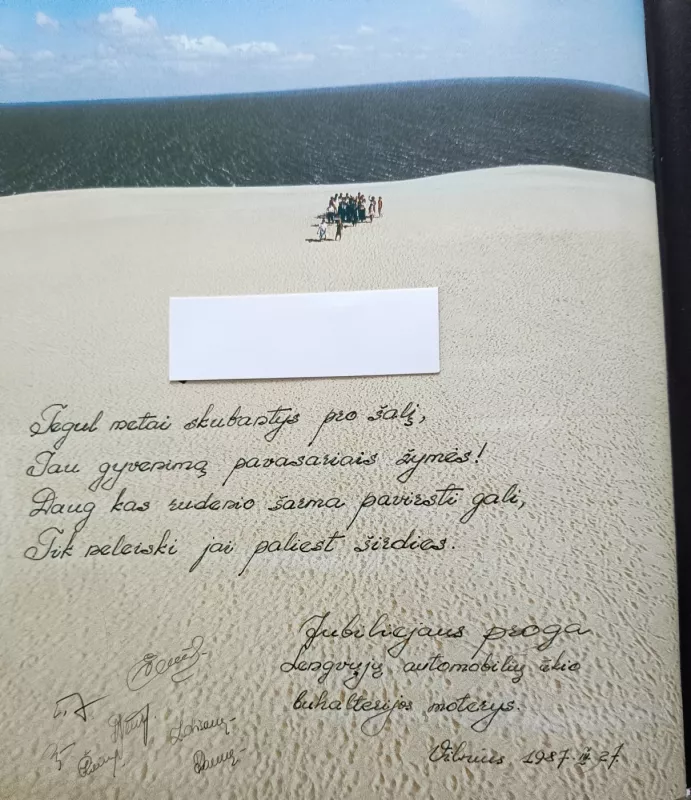 Tegul metai skubantys pro šalį,
Tau gyvenimą pavasariais žymės!
Daug kas rudenio šarma pavirsti gali,
Tik neleiski jai paliest širdies.
Jubiliejaus proga
Lengvųjų automobilių ūkio
buhalterijos moterys.
Vilnius 1987 27